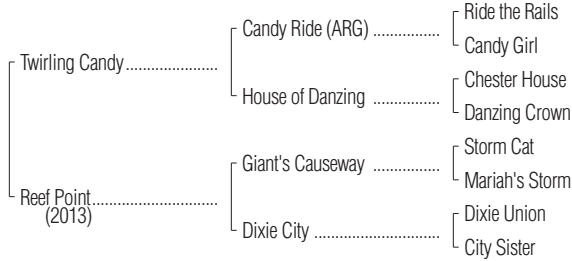 Ride the Rails
Candy Ride (ARG) ................
Candy Girl
Twirling Candy ......................
Chester House
House of Danzing ................
Danzing Crown
Storm Cat
Giant's Causeway ................
Mariah's Storm
Reef Point..............................
(2013)
Dixie Union
Dixie City ..............................
City Sister